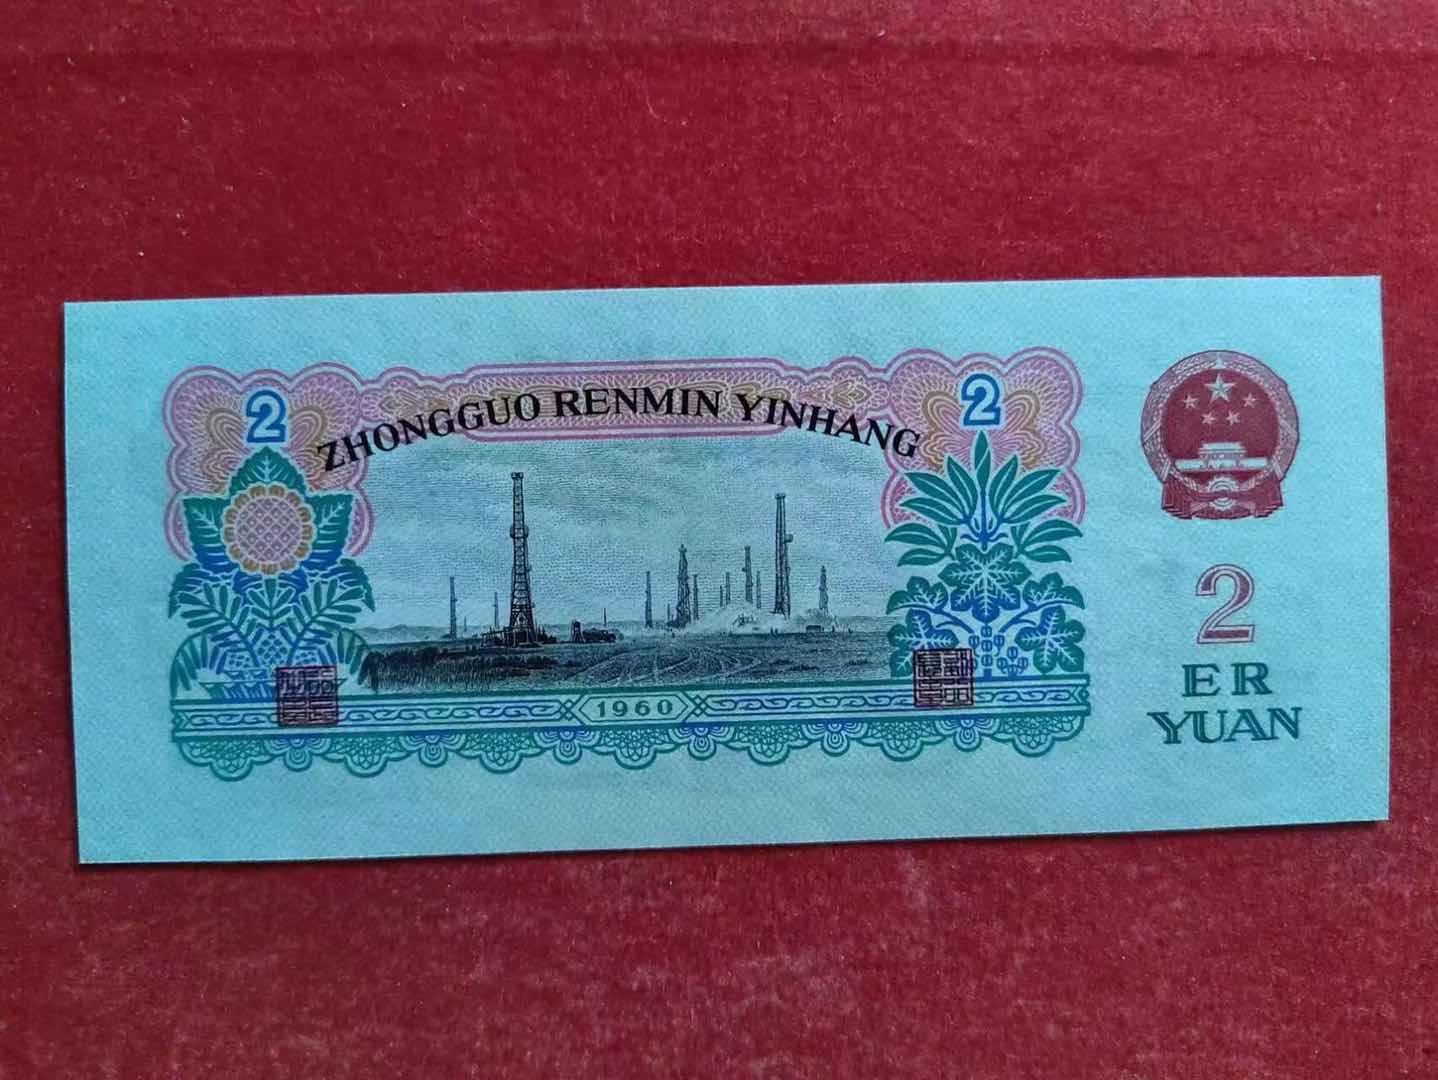 2
2
ZHONGGUO RENMIN YINHANG
1960
2
ER
YUAN